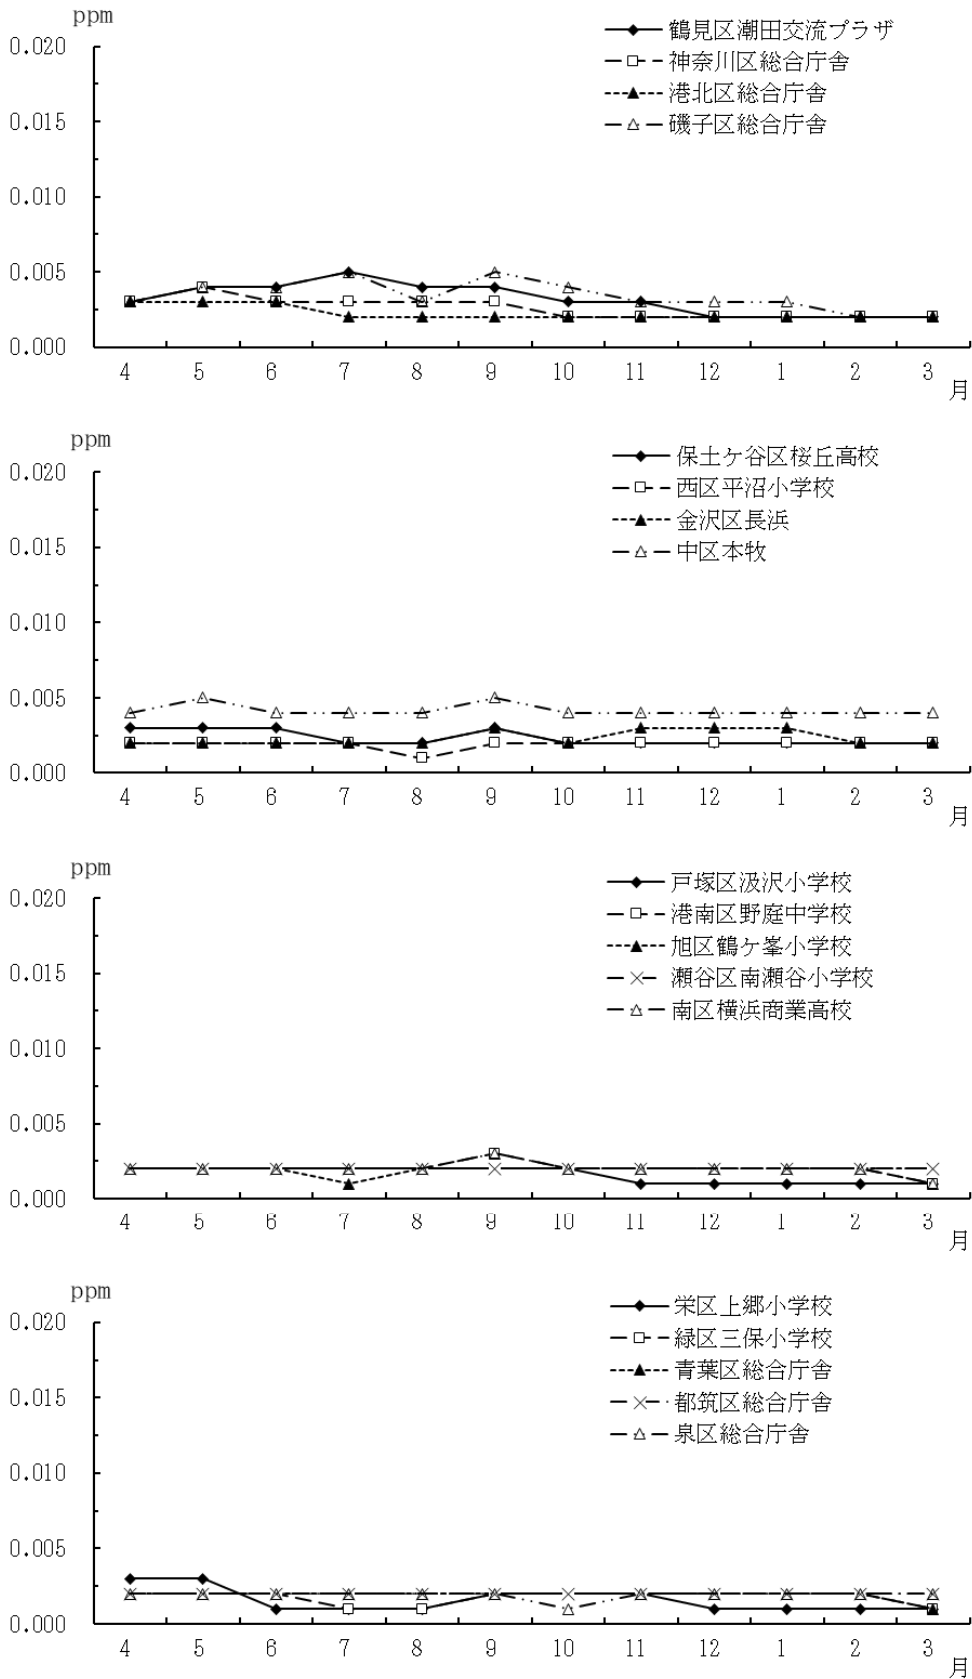 ppm
鶴見区潮田交流プラザ
神奈川区総合庁舎
港北区総合庁舎
磯子区総合庁舎
0.020
0.015
0.010
0.005
0.000
4 5 6 7 8 9 10 11 12 1 2 3
月
ppm
保土ケ谷区桜丘高校
西区平沼小学校
金沢区長浜
中区本牧
0.020
0.015
0.010
0.005
0.000
4 5 6 7 8 9 10 11 12 1 2 3
月
ppm
戸塚区汲沢小学校
港南区野庭中学校
旭区鶴ケ峯小学校
瀬谷区南瀬谷小学校
南区横浜商業高校
0.020
0.015
0.010
0.005
0.000
4 5 6 7 8 9 10 11 12 1 2 3
月
ppm
栄区上郷小学校
緑区三保小学校
青葉区総合庁舎
都筑区総合庁舎
泉区総合庁舎
0.020
0.015
0.010
0.005
0.000
4 5 6 7 8 9 10 11 12 1 2 3
月